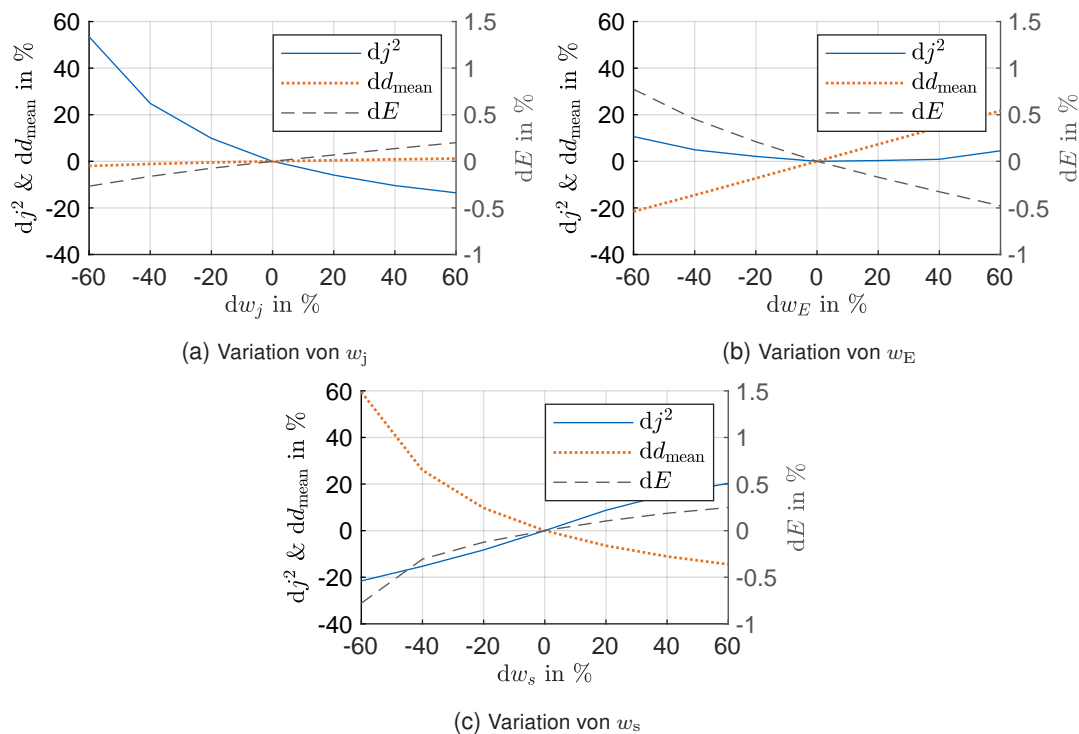 60
40
20
0
-20
-40
dj² & dd_mean in %
1.5
1
0.5
0
-0.5
-1
dE in %
dj²
dd_mean
dE
-60 -40 -20 0 20 40 60
dw_j in %
(a) Variation von w_j
60
40
20
0
-20
-40
dj² & dd_mean in %
1.5
1
0.5
0
-0.5
-1
dE in %
dj²
dd_mean
dE
-60 -40 -20 0 20 40 60
dw_E in %
(b) Variation von w_E
60
40
20
0
-20
-40
dj² & dd_mean in %
1.5
1
0.5
0
-0.5
-1
dE in %
dj²
dd_mean
dE
-60 -40 -20 0 20 40 60
dw_s in %
(c) Variation von w_s